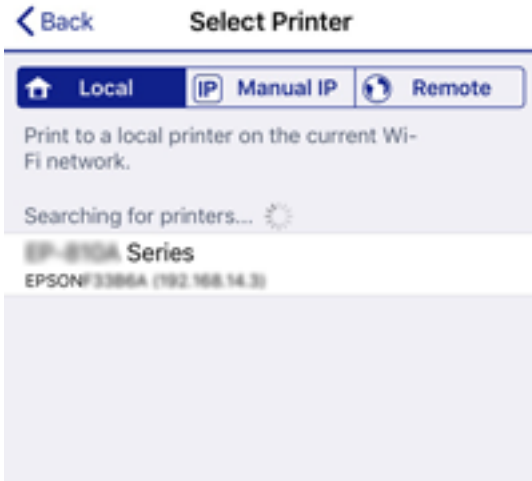 Back Select Printer
Local IP Manual IP Remote
Print to a local printer on the current Wi-
Fi network.
Searching for printers...
Series
EPSON